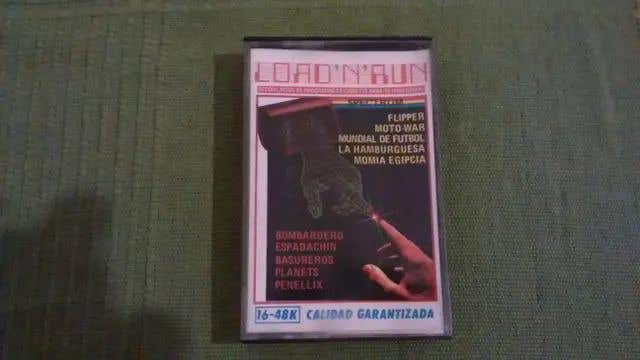 LOAD'N'RUN
SPECTRUM
FLIPPER
MOTO-WAR
MUNDIAL DE FUTBOL
LA HAMBURGUESA
MOMIA EGIPCIA
BOMBARDERO
ESPADACHIN
BASUREROS
PLANETS
PENELLIX
16-48K CALIDAD GARANTIZADA